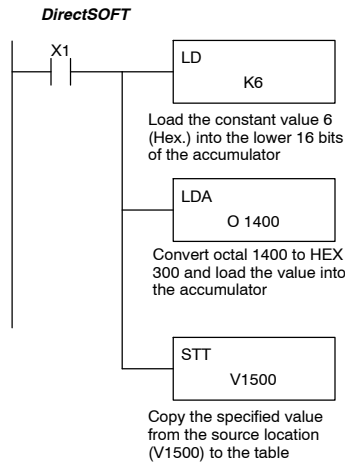 DirectSOFT
X1
LD
K6
Load the constant value 6
(Hex.) into the lower 16 bits
of the accumulator
LDA
O 1400
Convert octal 1400 to HEX
300 and load the value into
the accumulator
STT
V1500
Copy the specified value
from the source location
(V1500) to the table